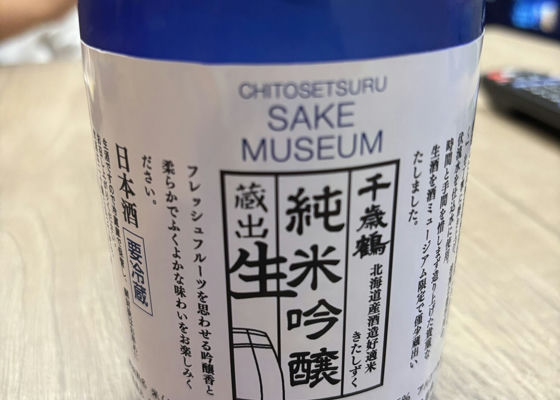 CHITOSETSURU
SAKE
MUSEUM
千歳鶴
北海道産酒造好適米
きたしずく
純米吟醸
蔵出
生
時間と手間を惜しまず造り上げた貴重な
生酒を酒ミュージアム限定で僅少蔵出い
たしました。
フレッシュフルーツを思わせる吟醸香と
柔らかでふくよかな味わいをお楽しみく
ださい。
日本酒
要冷蔵